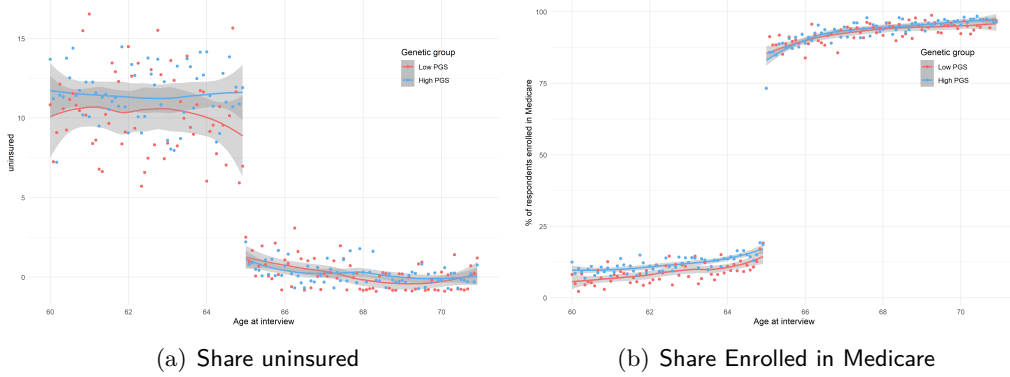 uninsured
15
10
5
0
60
62
64
66
68
70
Age at interview
Genetic group
Low PGS
High PGS
(a) Share uninsured
% of respondents enrolled in Medicare
100
75
50
25
0
60
62
64
66
68
70
Age at interview
Genetic group
Low PGS
High PGS
(b) Share Enrolled in Medicare